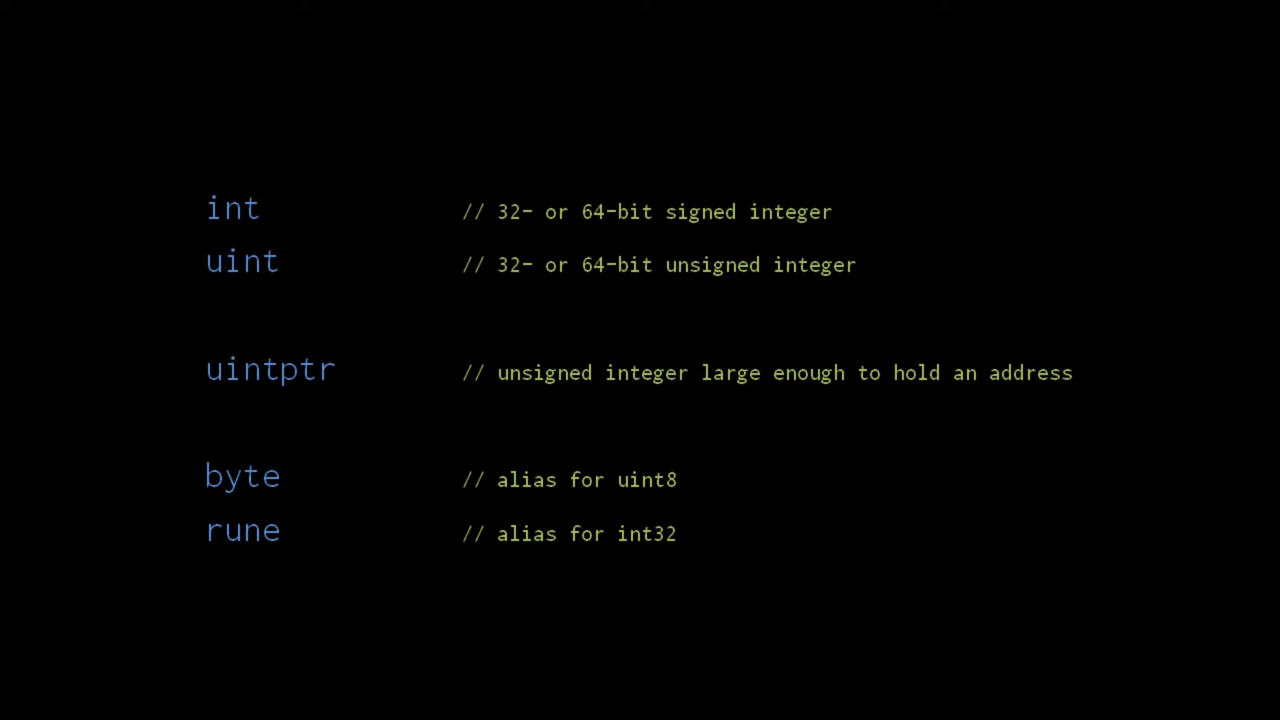 int // 32- or 64-bit signed integer
uint // 32- or 64-bit unsigned integer
uintptr // unsigned integer large enough to hold an address
byte // alias for uint8
rune // alias for int32